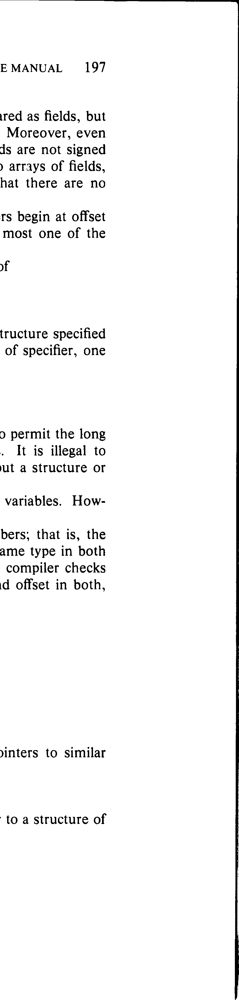 E MANUAL 197
ared as fields, but
Moreover, even
ds are not signed
o arrays of fields,
hat there are no
rs begin at offset
most one of the
of
tructure specified
of specifier, one
o permit the long
. It is illegal to
out a structure or
variables. How-
bers; that is, the
ame type in both
compiler checks
nd offset in both,
ointers to similar
to a structure of